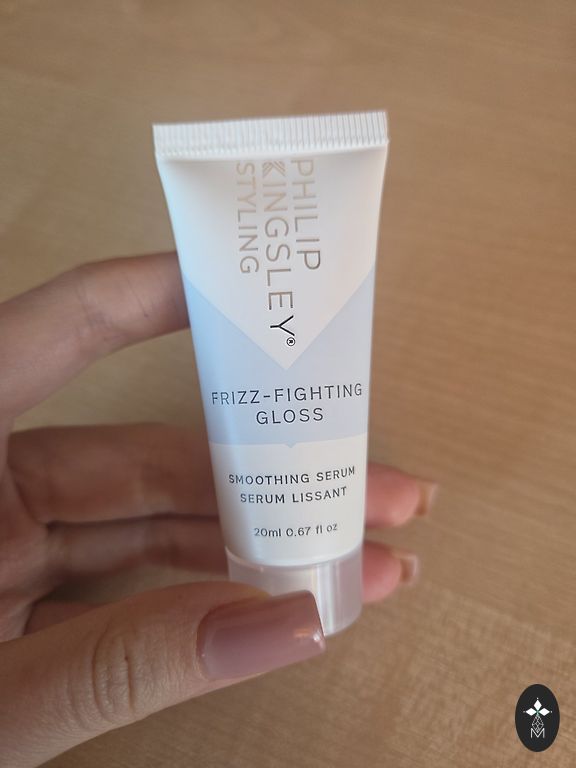 PHILIP
KINGSLEY®
STYLING
FRIZZ-FIGHTING
GLOSS
SMOOTHING SERUM
SERUM LISSANT
20ml 0.67 fl oz
M